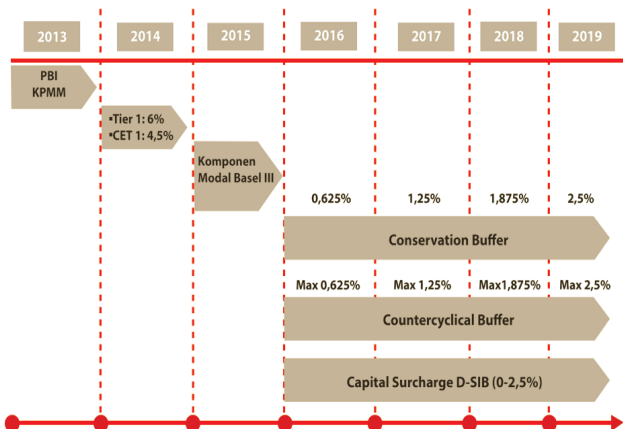 2013 2014 2015 2016 2017 2018 2019
PBI
KPMM
▪Tier 1: 6%
▪CET 1: 4,5%
Komponen
Modal Basel III
0,625% 1,25% 1,875% 2,5%
Conservation Buffer
Max 0,625% Max 1,25% Max1,875% Max 2,5%
Countercyclical Buffer
Capital Surcharge D-SIB (0-2,5%)